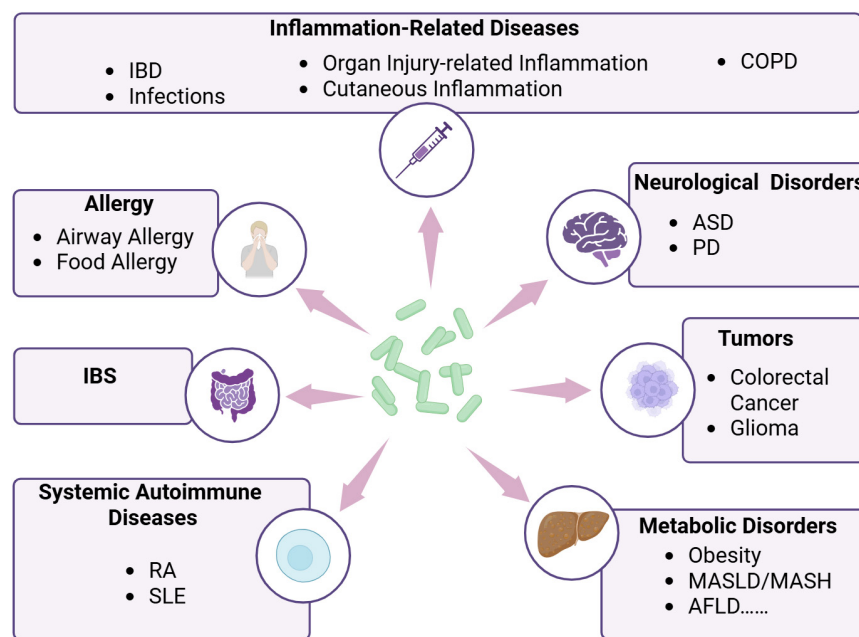 Inflammation-Related Diseases
• IBD
• Infections
• Organ Injury-related Inflammation
• Cutaneous Inflammation
• COPD
Allergy
• Airway Allergy
• Food Allergy
Neurological Disorders
• ASD
• PD
IBS
Tumors
• Colorectal
Cancer
• Glioma
Systemic Autoimmune
Diseases
• RA
• SLE
Metabolic Disorders
• Obesity
• MASLD/MASH
• AFLD......